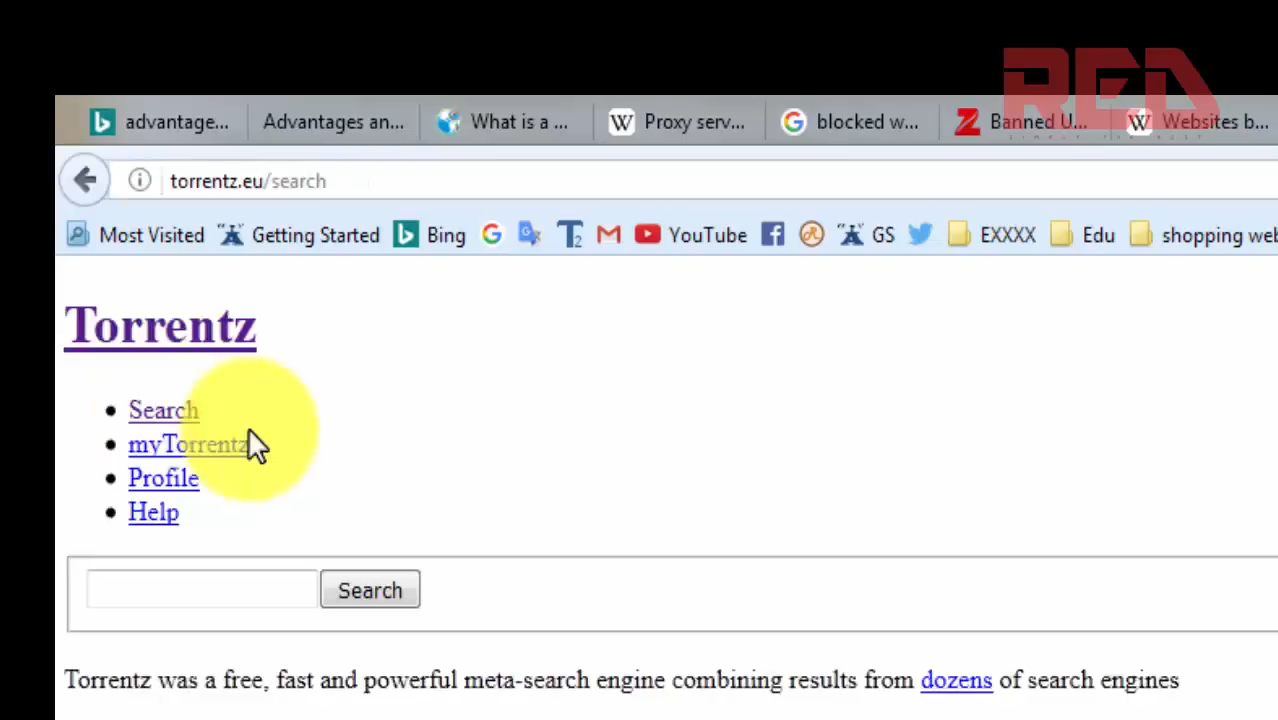 RED
advantage... Advantages an... What is a ... Proxy serv... blocked w... Banned U... Websites b...
torrentz.eu/search
Most Visited Getting Started Bing YouTube GS EXXXX Edu shopping web
Torrentz
Search
myTorrentz
Profile
Help
Search
Torrentz was a free, fast and powerful meta-search engine combining results from dozens of search engines